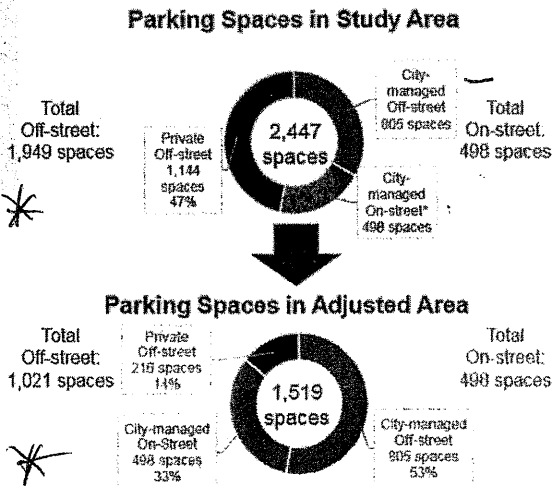 Parking Spaces in Study Area
Total
Off-street:
1,949 spaces
Private
Off-street
1,144
spaces
47%
2,447
spaces
City-
managed
Off-street
805 spaces
City-
managed
On-street*
498 spaces
Total
On-street.
498 spaces
Parking Spaces in Adjusted Area
Total
Off-street:
1,021 spaces
Private
Off-street
216 spaces
14%
City-managed
On-Street
498 spaces
33%
1,519
spaces
City-managed
Off-street
805 spaces
53%
Total
On-street:
498 spaces